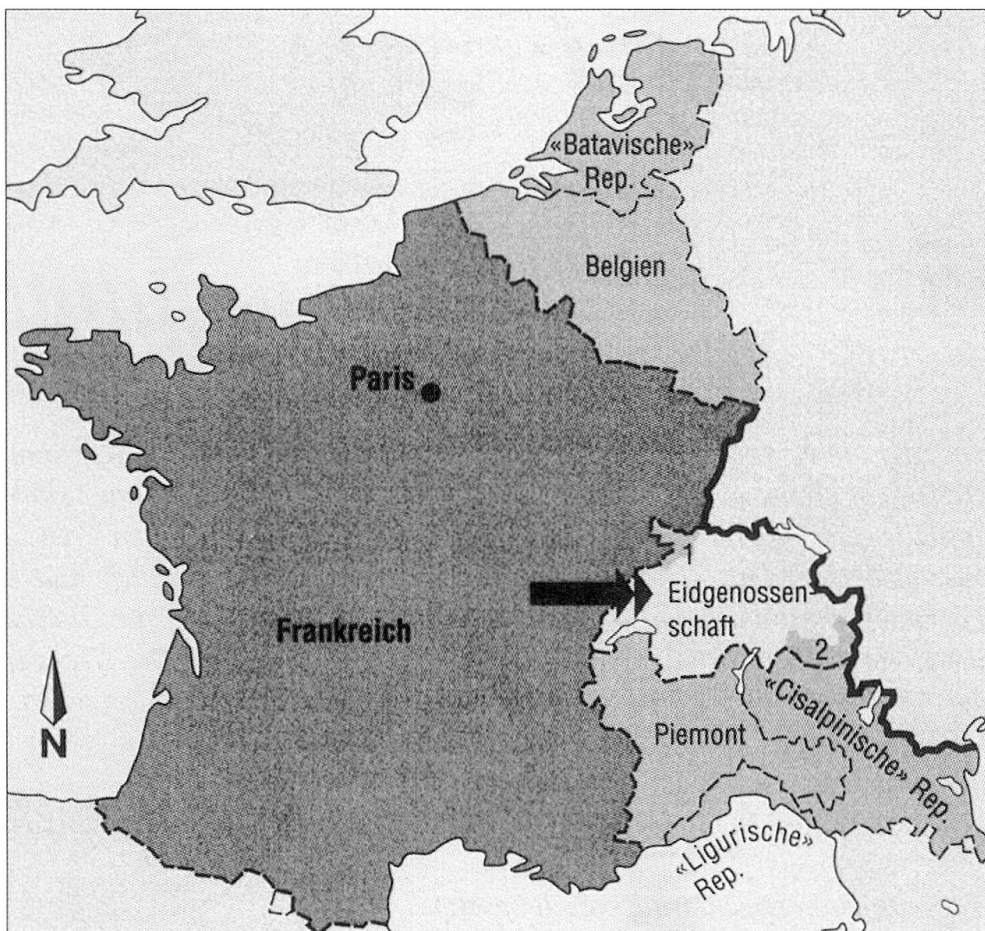 «Batavische»
Rep.
Belgien
Paris
1
Eidgenossen-
schaft
Frankreich
2
«Cisalpinische» Rep.
Piemont
N
«Ligurische»
Rep.